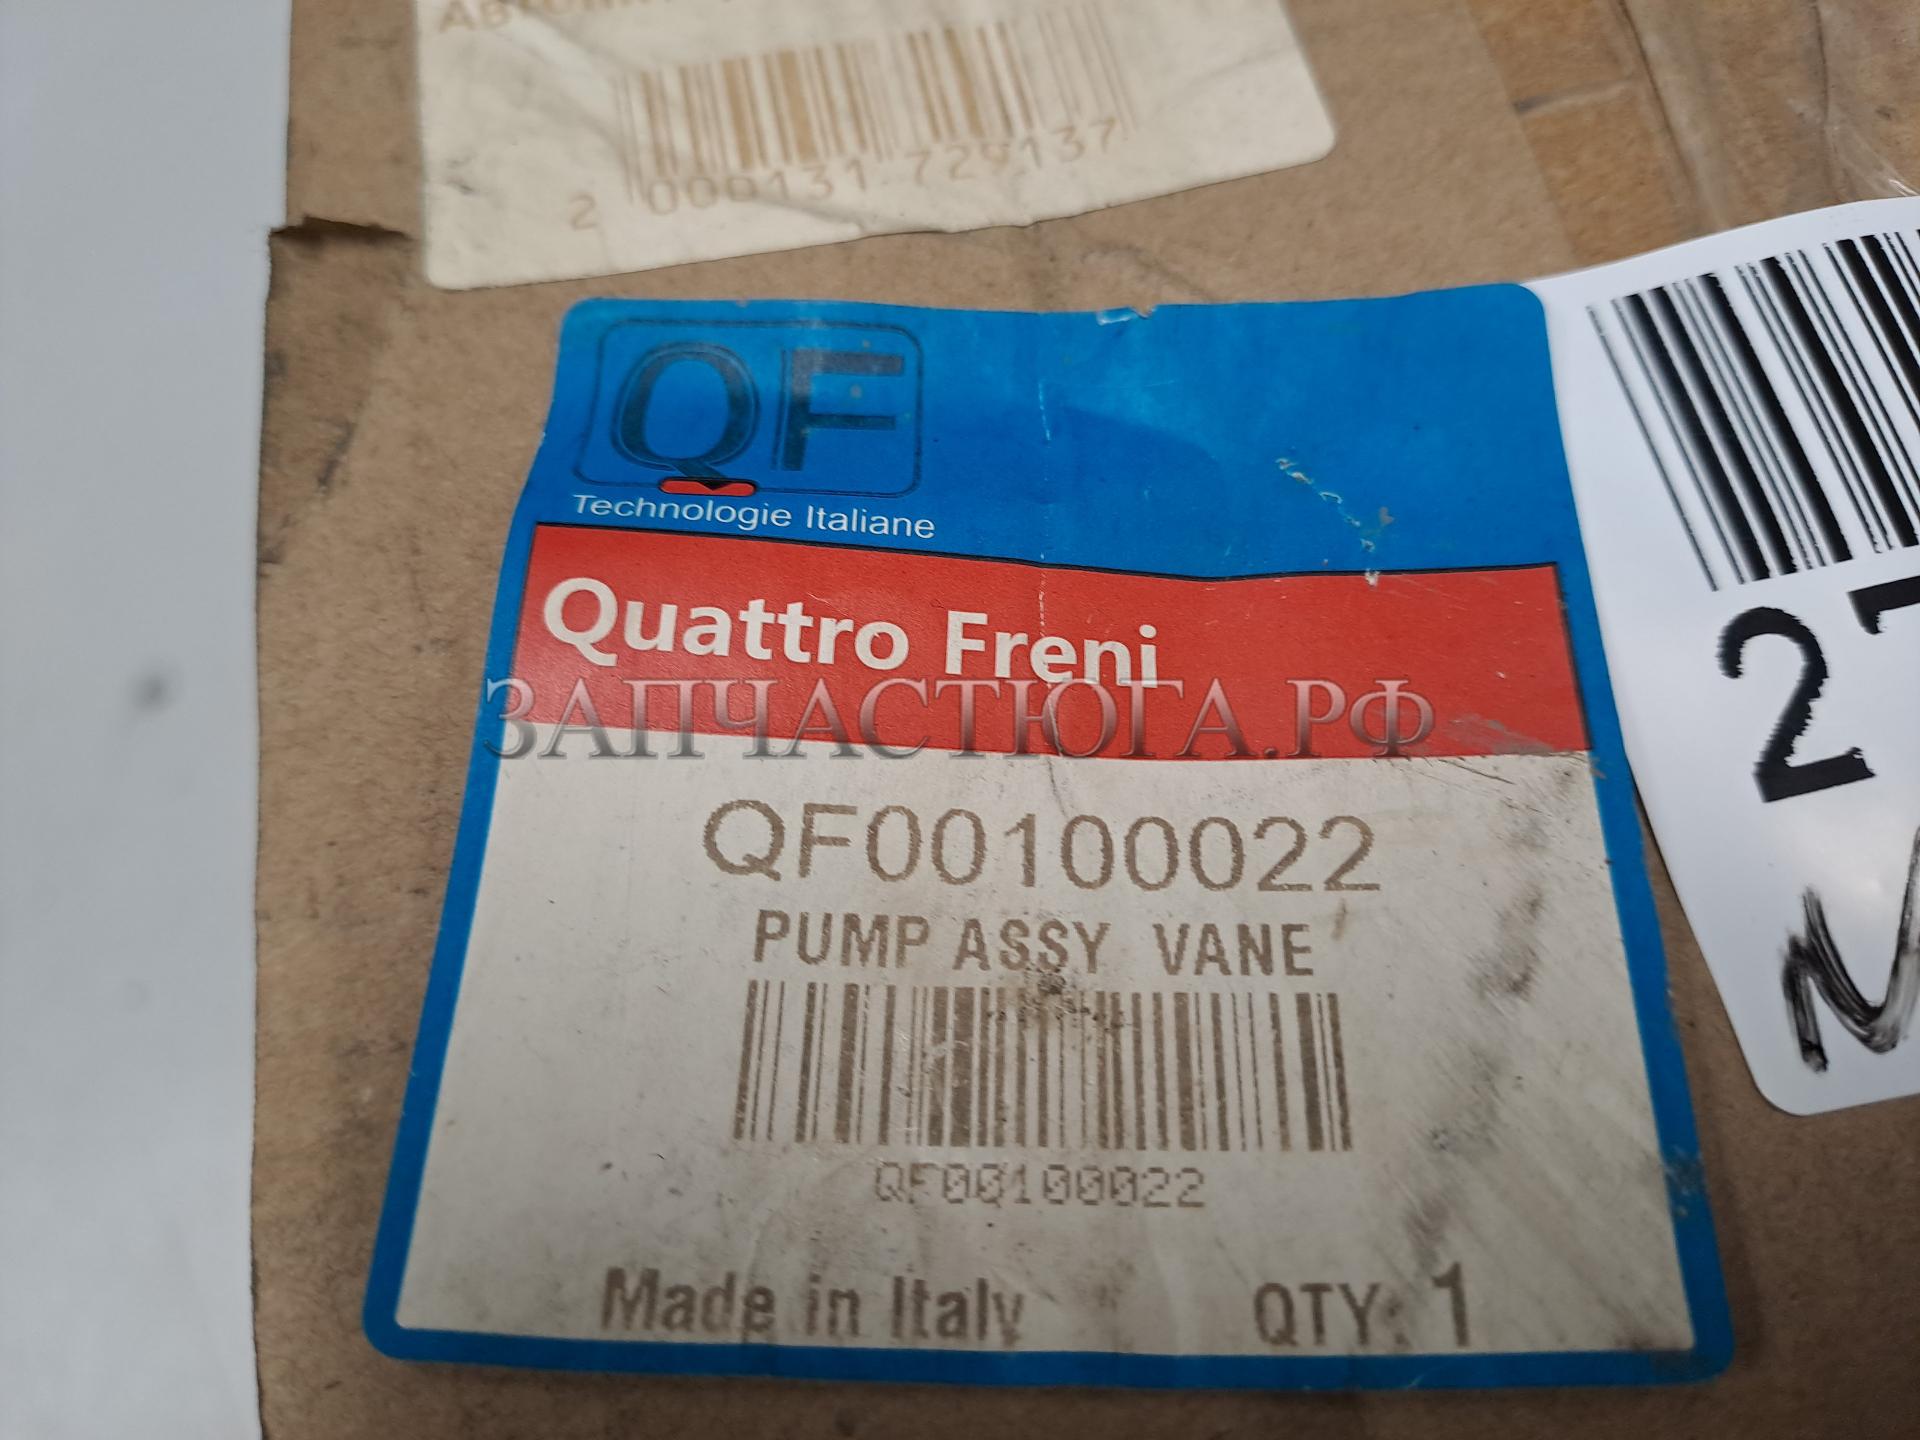 2 000131 729137
QF
Technologie Italiane
Quattro Freni
ЗАПЧАСТЮГА.РФ
QF00100022
PUMP ASSY VANE
QF00100022
Made in Italy QTY: 1